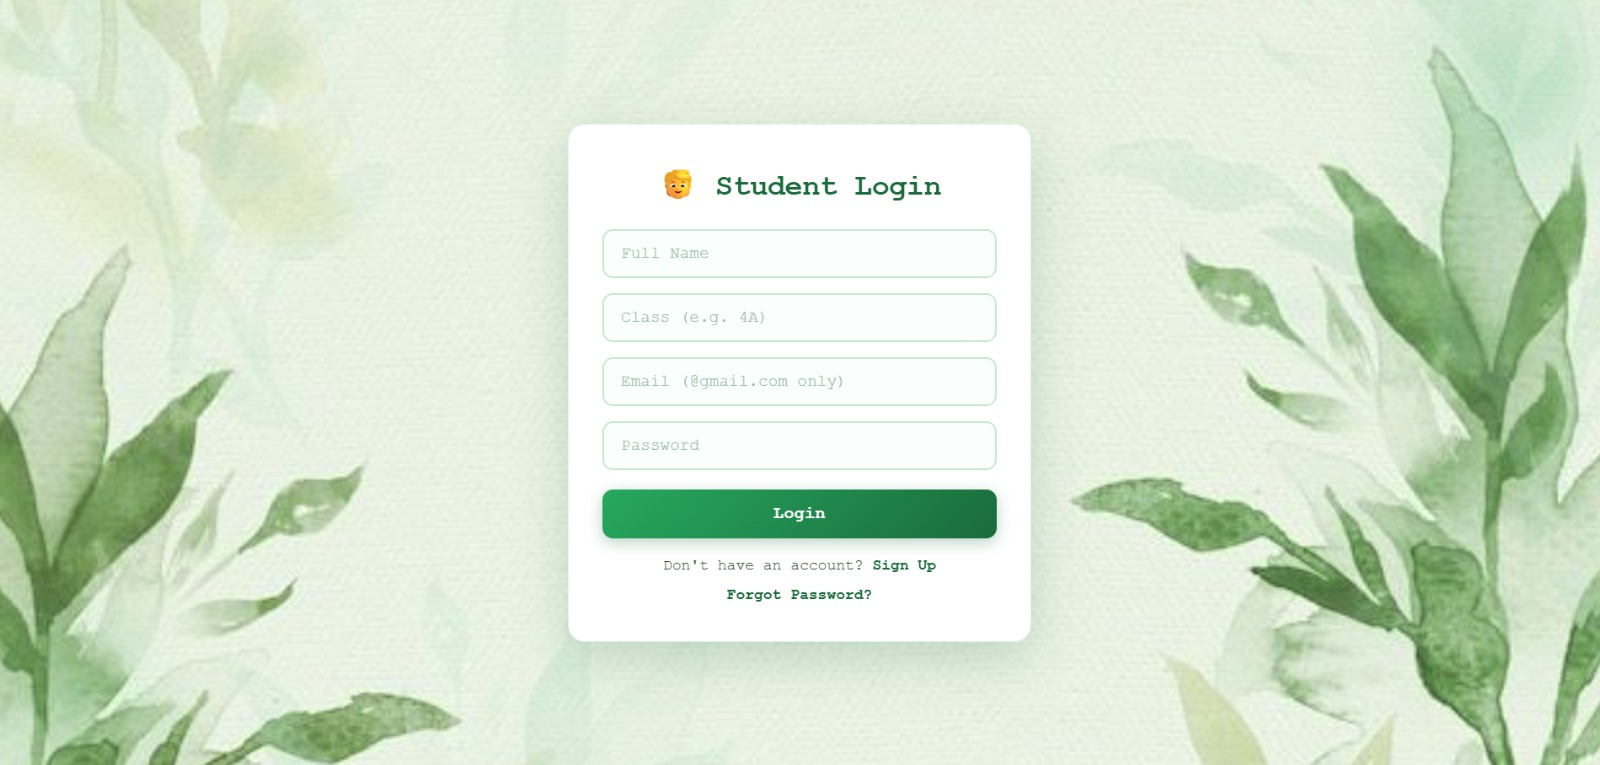 Student Login
Full Name
Class (e.g. 4A)
Email (@gmail.com only)
Password
Login
Don't have an account? Sign Up
Forgot Password?